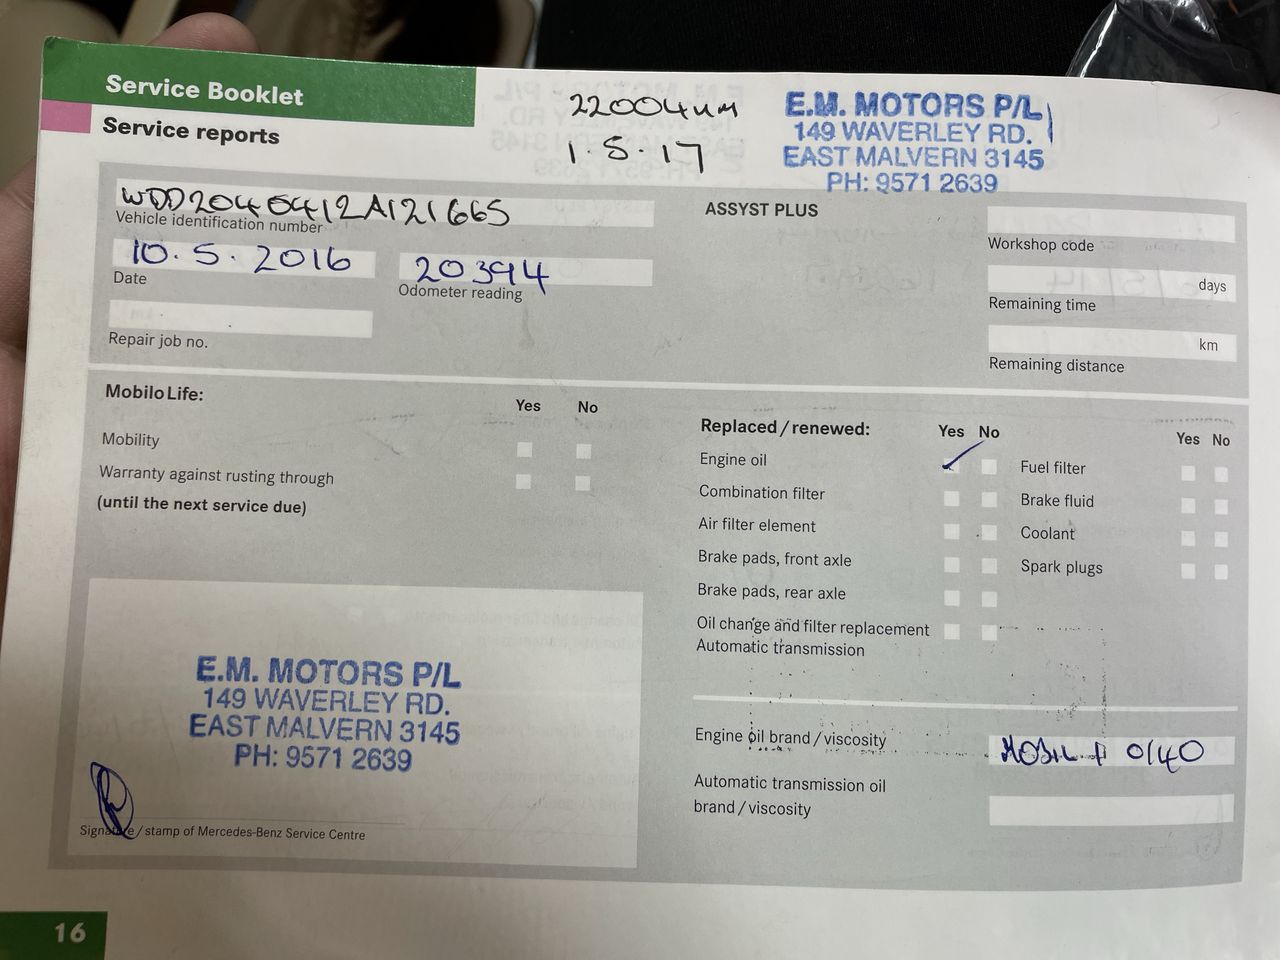 Service Booklet
Service reports
22004km
1.5.17
E.M. MOTORS P/L
149 WAVERLEY RD.
EAST MALVERN 3145
PH: 9571 2639
WDD2040412A121665
Vehicle identification number
10.5.2016
Date
20394
Odometer reading
Repair job no.
ASSYST PLUS
Workshop code
days
Remaining time
km
Remaining distance
MobiloLife:
Yes No
Mobility
Warranty against rusting through
(until the next service due)
Replaced/renewed:
Yes No
Engine oil
Combination filter
Air filter element
Brake pads, front axle
Brake pads, rear axle
Oil change and filter replacement
Automatic transmission
Yes No
Fuel filter
Brake fluid
Coolant
Spark plugs
E.M. MOTORS P/L
149 WAVERLEY RD.
EAST MALVERN 3145
PH: 9571 2639
Signature/stamp of Mercedes-Benz Service Centre
Engine oil brand/viscosity
MOBIL 1 0/40
Automatic transmission oil
brand/viscosity
16